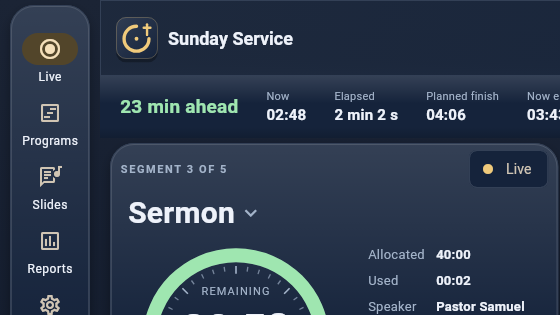 Sunday Service
Live
Programs
Slides
Reports
23 min ahead
Now
02:48
Elapsed
2 min 2 s
Planned finish
04:06
SEGMENT 3 OF 5
Live
Sermon
REMAINING
Allocated 40:00
Used 00:02
Speaker Pastor Samuel